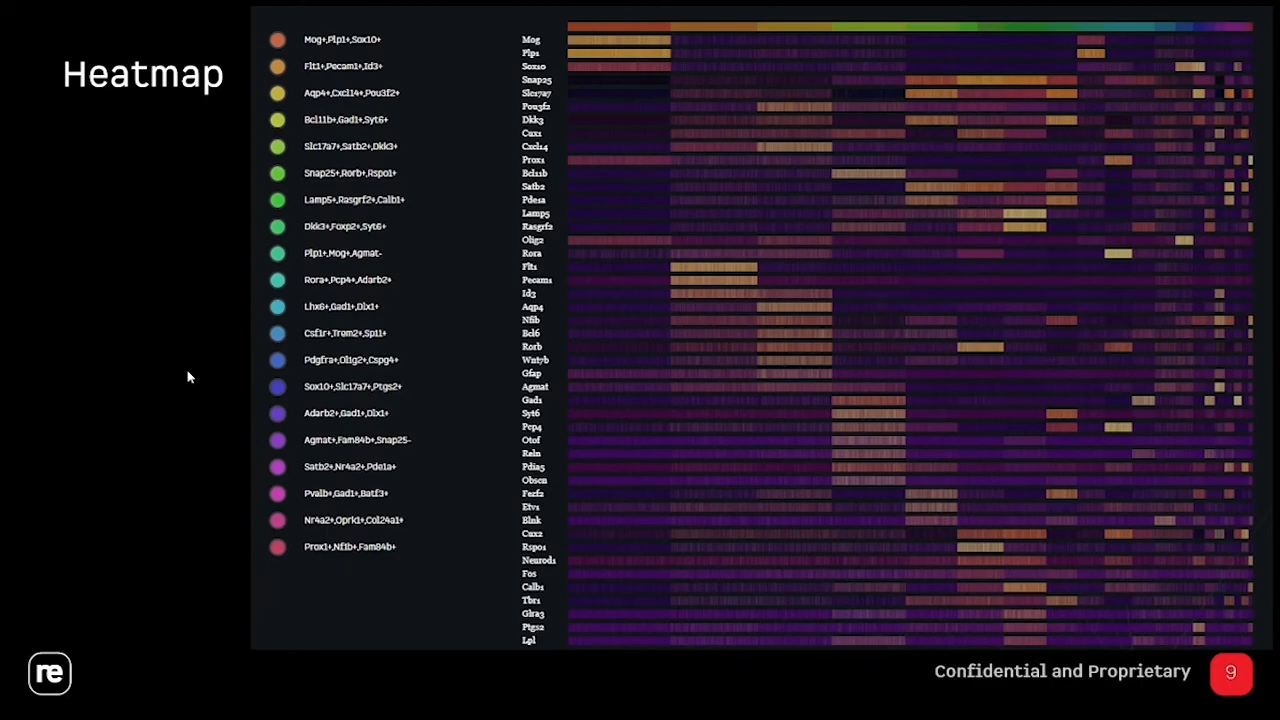 Heatmap
Mog+,Plp1+,Sox10+
Flt1+,Pecam1+,Id3+
Aqp4+,Cxcl14+,Pou3f2+
Bcl11b+,Gad1+,Syt6+
Slc17a7+,Satb2+,Dkk3+
Snap25+,Rorb+,Rspo1+
Lamp5+,Rasgrf2+,Calb1+
Dkk3+,Foxp2+,Syt6+
Plp1+,Mog+,Agmat-
Rora+,Pcp4+,Adarb2+
Lhx6+,Gad1+,Dlx1+
Csf1r+,Trem2+,Spi1+
Pdgfra+,Olig2+,Cspg4+
Sox10+,Slc17a7+,Ptgs2+
Adarb2+,Gad1+,Dlx1+
Agmat+,Fam84b+,Snap25-
Satb2+,Nr4a2+,Pde1a+
Pvalb+,Gad1+,Batf3+
Nr4a2+,Oprk1+,Col24a1+
Prox1+,Nfib+,Fam84b+
Mog
Plp1
Sox10
Snap25
Slc17a7
Pou3f2
Dkk3
Cux1
Cxcl14
Prox1
Bcl11b
Satb2
Pde1a
Lamp5
Rasgrf2
Olig2
Rora
Flt1
Pecam1
Id3
Aqp4
Nfib
Bcl6
Rorb
Wnt7b
Gfap
Agmat
Gad1
Syt6
Pcp4
Otof
Reln
Pdia5
Obscn
Fezf2
Etv1
Blnk
Cux2
Rspo1
Neurod1
Fos
Calb1
Tbr1
Glra3
Ptgs2
Lpl
re
Confidential and Proprietary
9